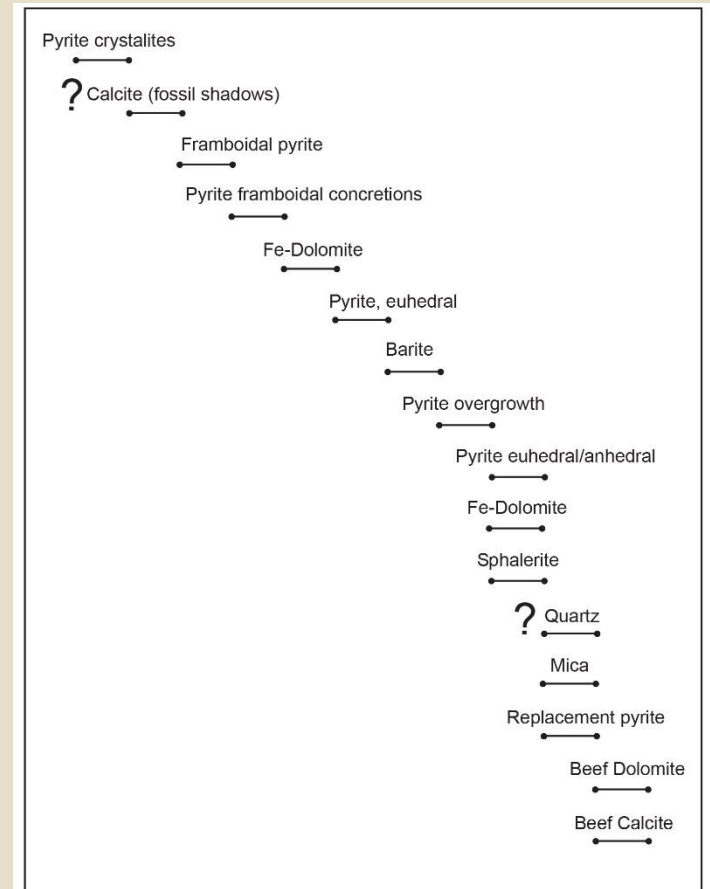 Pyrite crystalites
? Calcite (fossil shadows)
Framboidal pyrite
Pyrite framboidal concretions
Fe-Dolomite
Pyrite, euhedral
Barite
Pyrite overgrowth
Pyrite euhedral/anhedral
Fe-Dolomite
Sphalerite
? Quartz
Mica
Replacement pyrite
Beef Dolomite
Beef Calcite